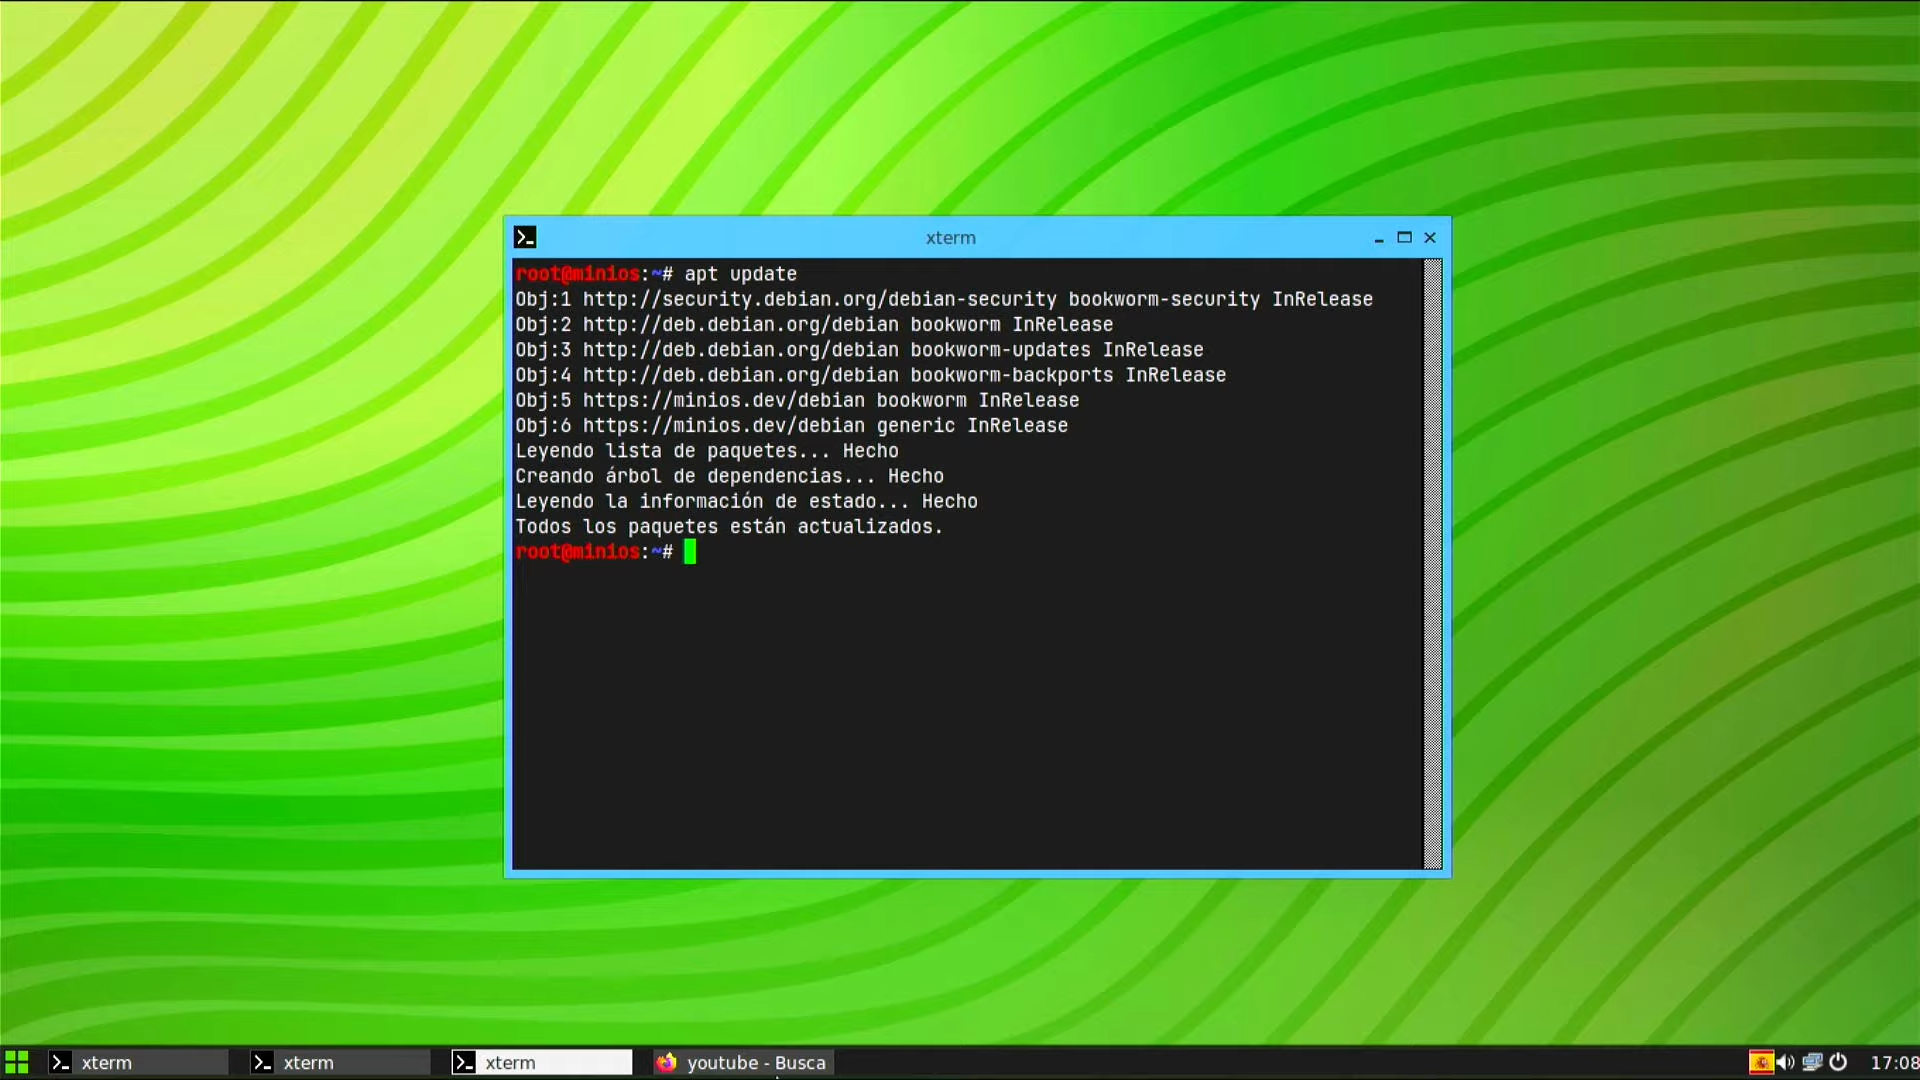 xterm
root@minios:~# apt update
Obj:1 http://security.debian.org/debian-security bookworm-security InRelease
Obj:2 http://deb.debian.org/debian bookworm InRelease
Obj:3 http://deb.debian.org/debian bookworm-updates InRelease
Obj:4 http://deb.debian.org/debian bookworm-backports InRelease
Obj:5 https://minios.dev/debian bookworm InRelease
Obj:6 https://minios.dev/debian generic InRelease
Leyendo lista de paquetes... Hecho
Creando árbol de dependencias... Hecho
Leyendo la información de estado... Hecho
Todos los paquetes están actualizados.
root@minios:~#
xterm xterm xterm youtube - Busca 17:08